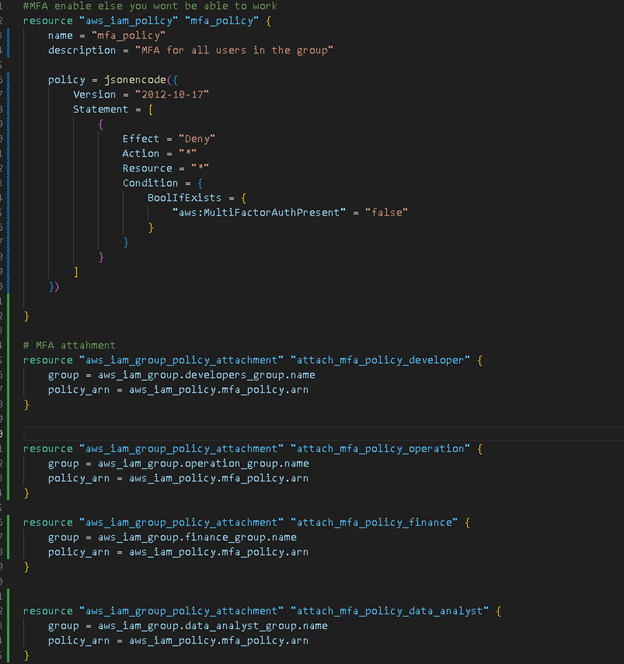 #MFA enable else you wont be able to work
resource "aws_iam_policy" "mfa_policy" {
    name = "mfa_policy"
    description = "MFA for all users in the group"

    policy = jsonencode({
        Version = "2012-10-17"
        Statement = [
            {
                Effect = "Deny"
                Action = "*"
                Resource = "*"
                Condition = {
                    BoolIfExists = {
                        "aws:MultiFactorAuthPresent" = "false"
                    }
                }
            }
        ]
    })

}

# MFA attahment
resource "aws_iam_group_policy_attachment" "attach_mfa_policy_developer" {
    group = aws_iam_group.developers_group.name
    policy_arn = aws_iam_policy.mfa_policy.arn
}


resource "aws_iam_group_policy_attachment" "attach_mfa_policy_operation" {
    group = aws_iam_group.operation_group.name
    policy_arn = aws_iam_policy.mfa_policy.arn
}

resource "aws_iam_group_policy_attachment" "attach_mfa_policy_finance" {
    group = aws_iam_group.finance_group.name
    policy_arn = aws_iam_policy.mfa_policy.arn
}


resource "aws_iam_group_policy_attachment" "attach_mfa_policy_data_analyst" {
    group = aws_iam_group.data_analyst_group.name
    policy_arn = aws_iam_policy.mfa_policy.arn
}